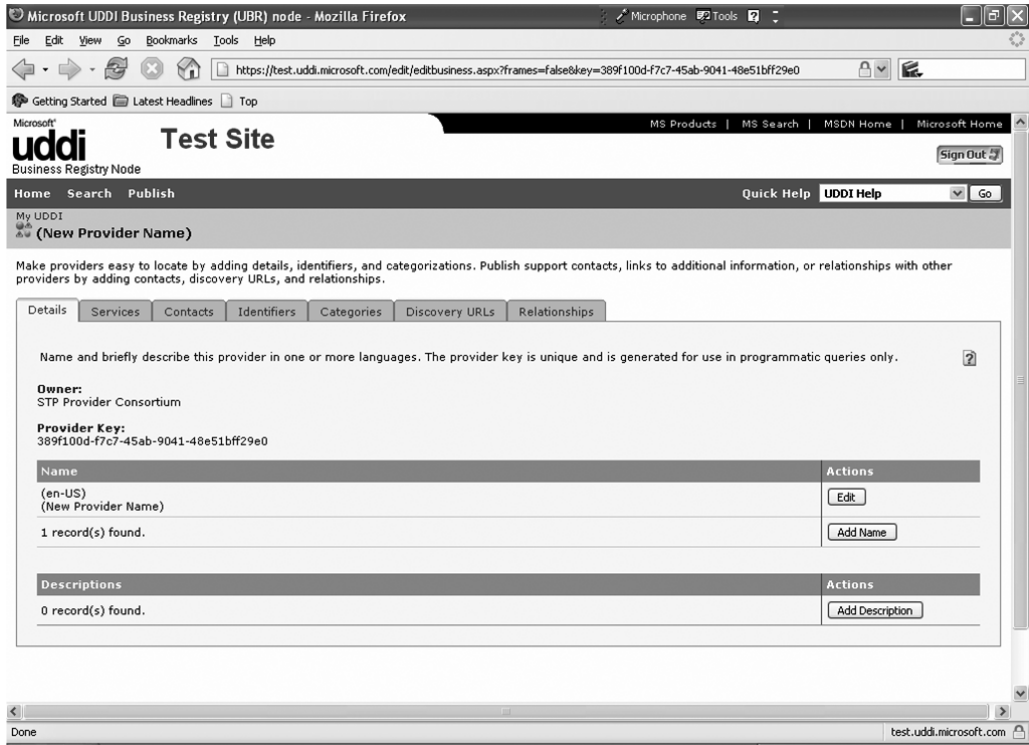 Microsoft UDDI Business Registry (UBR) node - Mozilla Firefox
Microphone Tools
File Edit View Go Bookmarks Tools Help
https://test.uddi.microsoft.com/edit/editbusiness.aspx?frames=false&key=389f100d-f7c7-45ab-9041-48e51bff29e0
Getting Started Latest Headlines Top
Microsoft® MS Products | MS Search | MSDN Home | Microsoft Home
uddi Test Site
Business Registry Node
Sign Out
Home Search Publish Quick Help UDDI Help Go
My UDDI
(New Provider Name)
Make providers easy to locate by adding details, identifiers, and categorizations. Publish support contacts, links to additional information, or relationships with other
providers by adding contacts, discovery URLs, and relationships.
Details Services Contacts Identifiers Categories Discovery URLs Relationships
Name and briefly describe this provider in one or more languages. The provider key is unique and is generated for use in programmatic queries only.
Owner:
STP Provider Consortium
Provider Key:
389f100d-f7c7-45ab-9041-48e51bff29e0
Name Actions
(en-US) Edit
(New Provider Name)
1 record(s) found. Add Name
Descriptions Actions
0 record(s) found. Add Description
Done test.uddi.microsoft.com